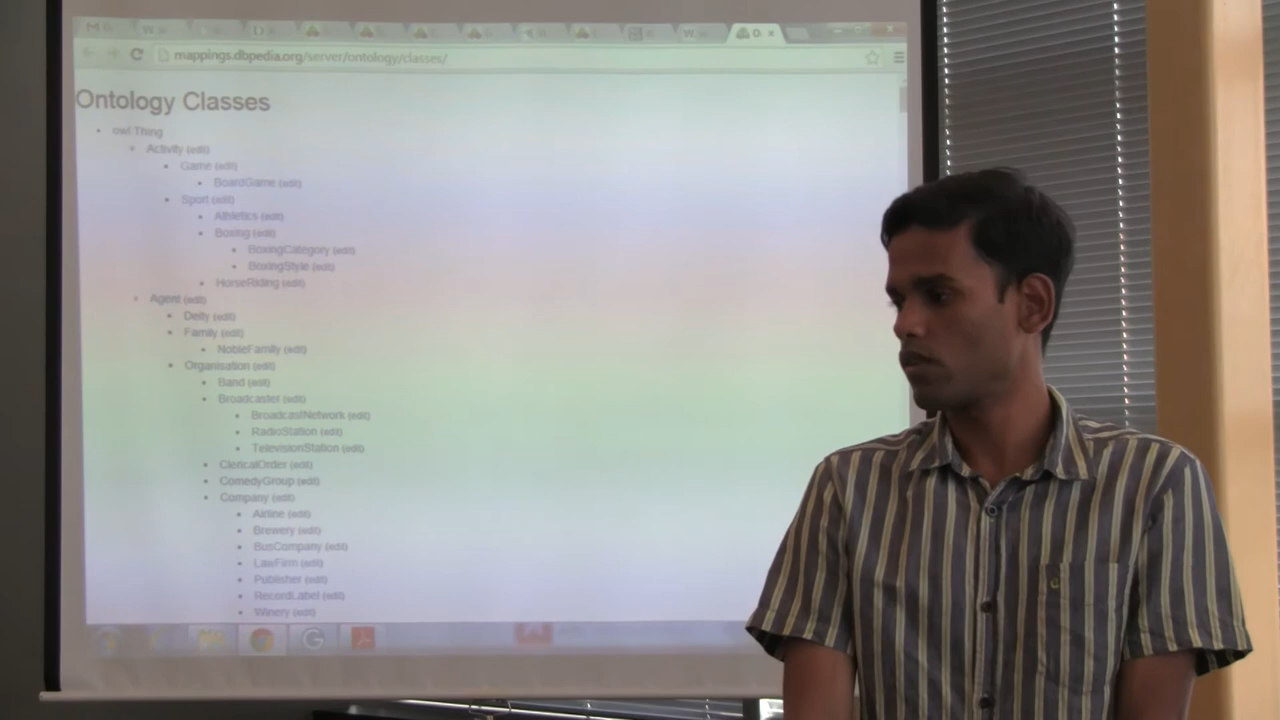 mappings.dbpedia.org/server/ontology/classes/
Ontology Classes
owl:Thing
Activity (edit)
Game (edit)
BoardGame (edit)
Sport (edit)
Athletics (edit)
Boxing (edit)
BoxingCategory (edit)
BoxingStyle (edit)
HorseRiding (edit)
Agent (edit)
Deity (edit)
Family (edit)
NobleFamily (edit)
Organisation (edit)
Band (edit)
Broadcaster (edit)
BroadcastNetwork (edit)
RadioStation (edit)
TelevisionStation (edit)
ClericalOrder (edit)
ComedyGroup (edit)
Company (edit)
Airline (edit)
Brewery (edit)
BusCompany (edit)
LawFirm (edit)
Publisher (edit)
RecordLabel (edit)
Winery (edit)